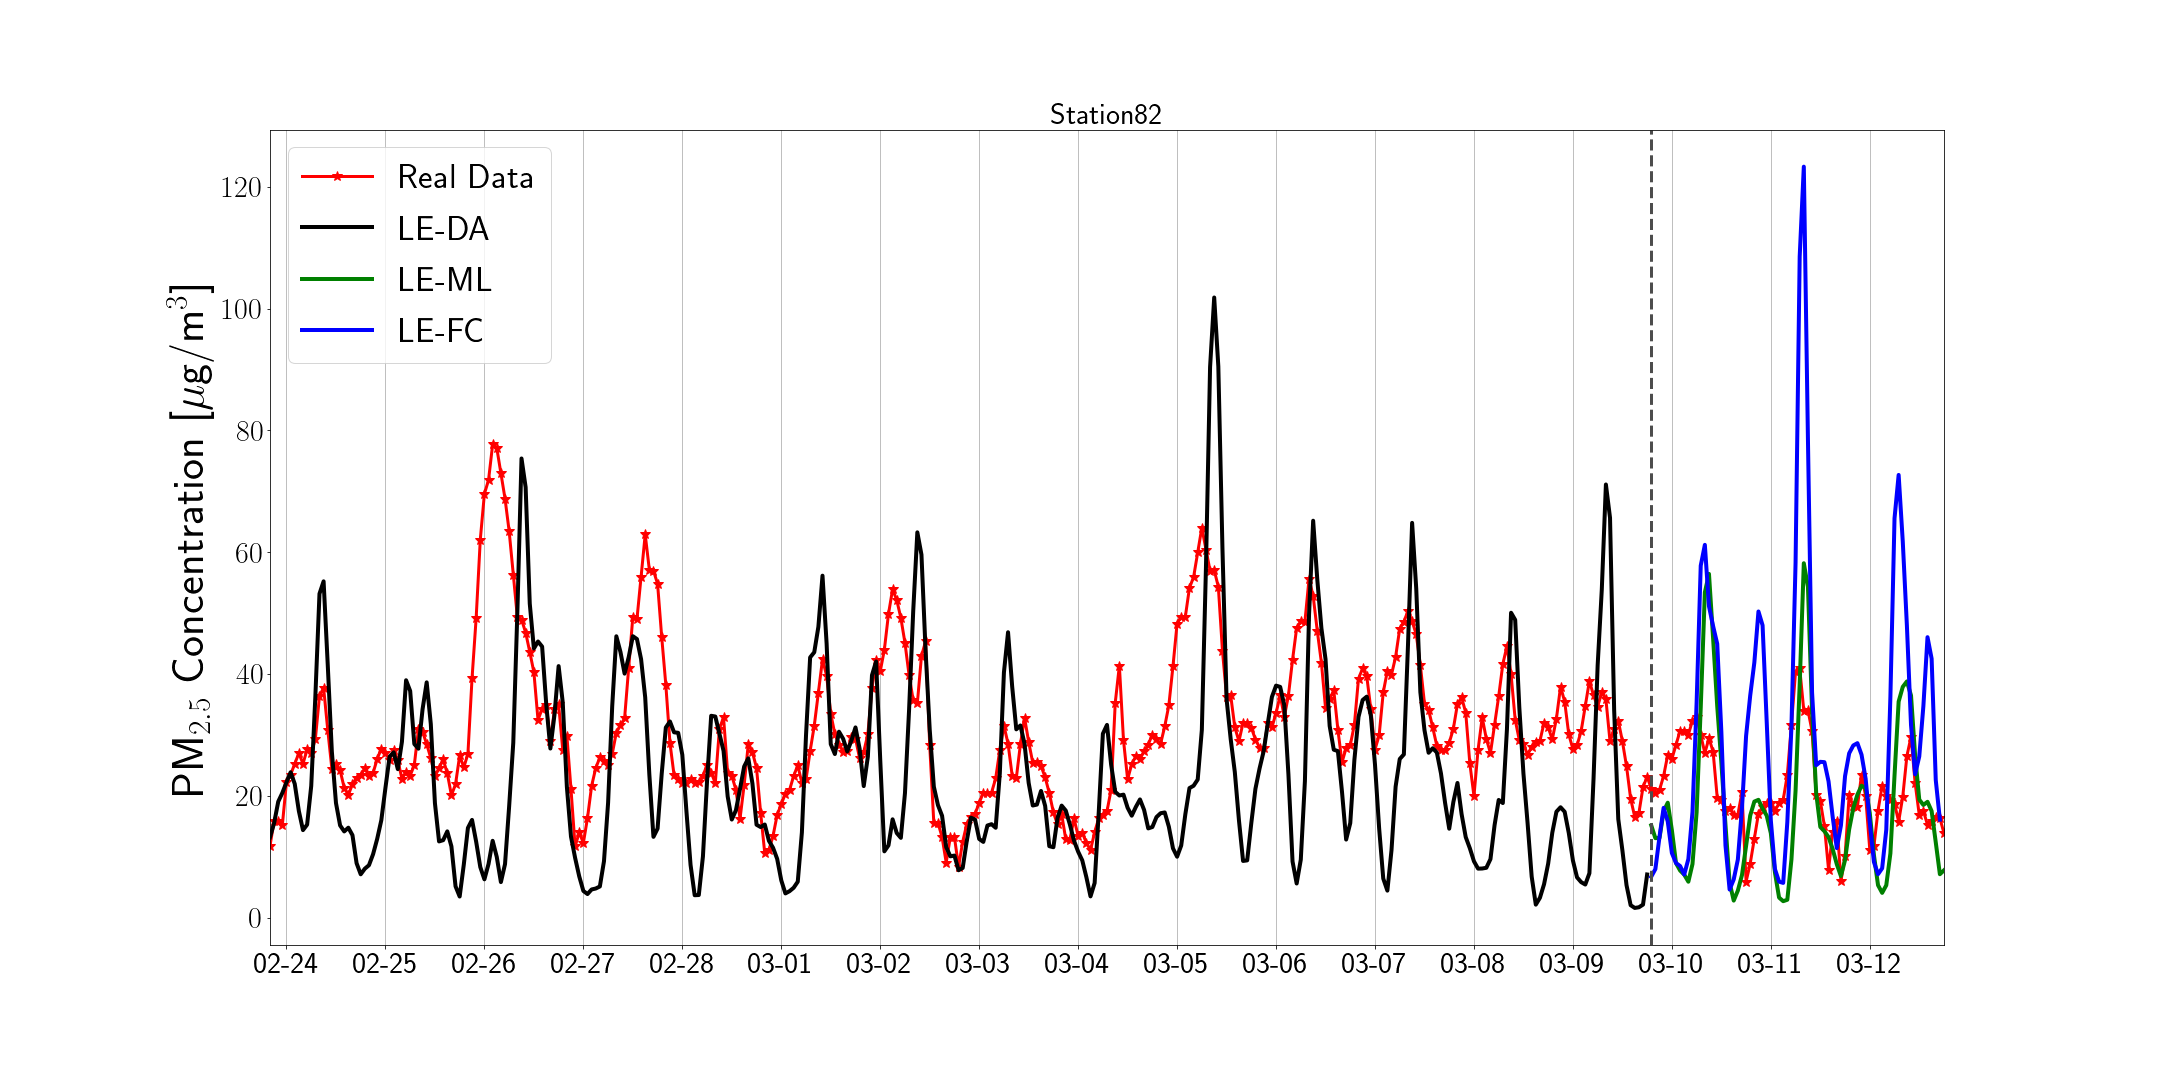 Station82
Real Data
LE-DA
LE-ML
LE-FC
PM₂.₅ Concentration [μg/m³]
120
100
80
60
40
20
0
02-24 02-25 02-26 02-27 02-28 03-01 03-02 03-03 03-04 03-05 03-06 03-07 03-08 03-09 03-10 03-11 03-12